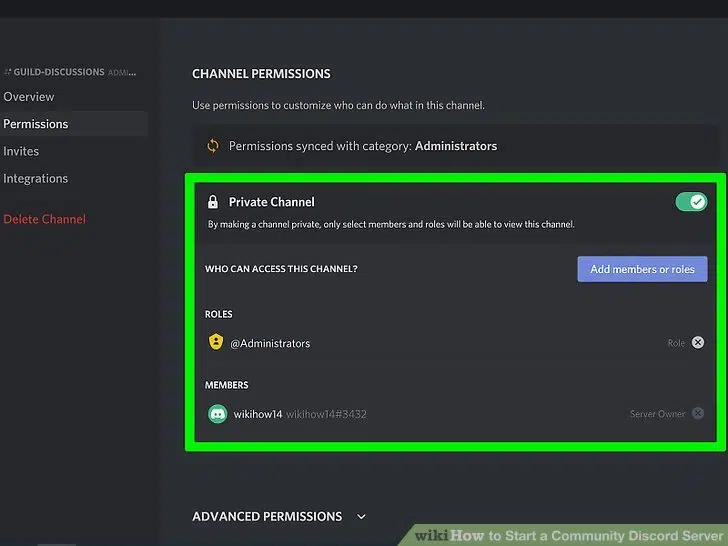 # GUILD-DISCUSSIONS ADMI...
Overview
Permissions
Invites
Integrations
Delete Channel
CHANNEL PERMISSIONS
Use permissions to customize who can do what in this channel.
Permissions synced with category: Administrators
Private Channel
By making a channel private, only select members and roles will be able to view this channel.
WHO CAN ACCESS THIS CHANNEL?
Add members or roles
ROLES
@Administrators
Role
MEMBERS
wikihow14 wikihow14#3432
Server Owner
ADVANCED PERMISSIONS
wikiHow to Start a Community Discord Server